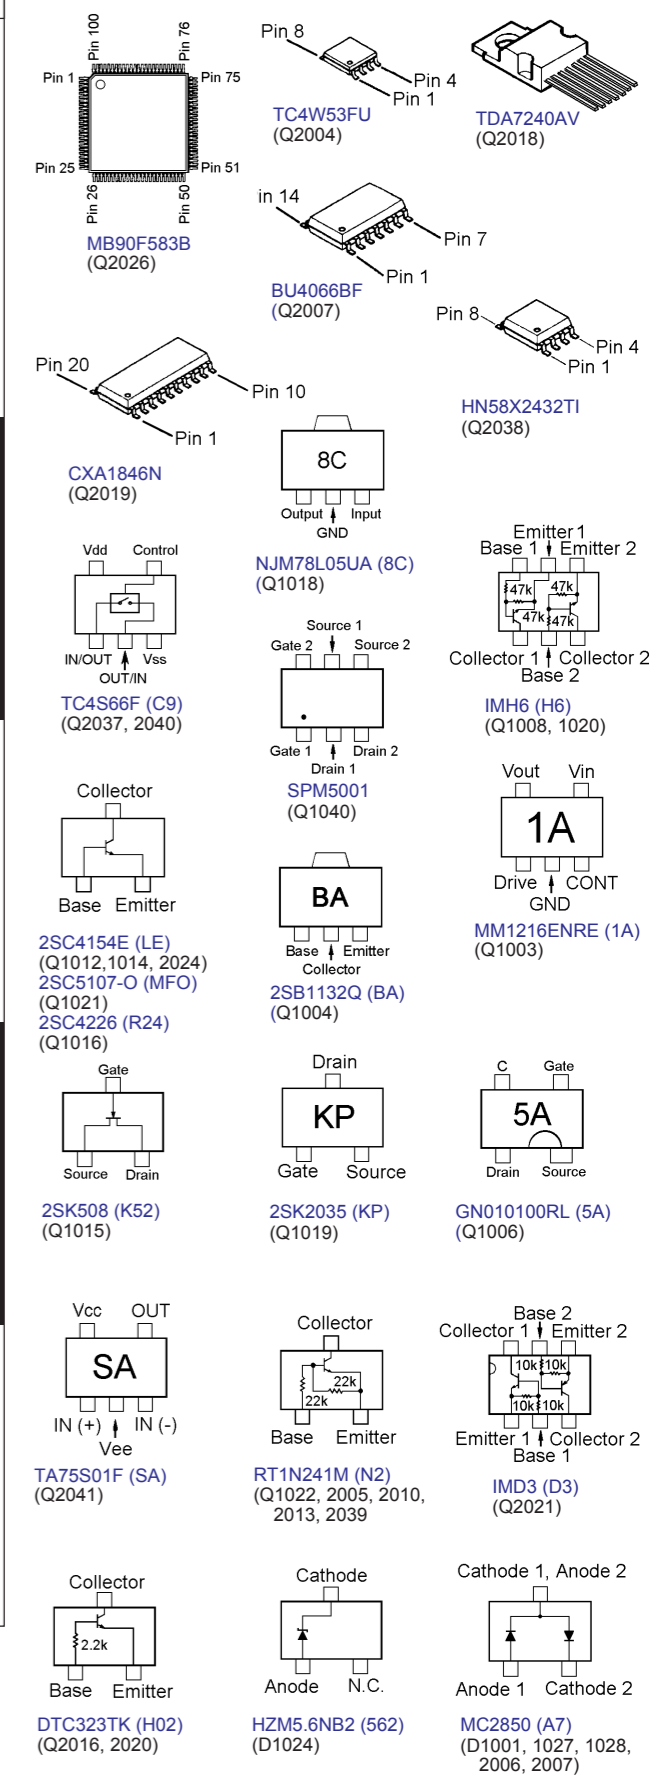 Pin 100
Pin 76
Pin 1
Pin 75
Pin 25
Pin 51
Pin 26
Pin 50
MB90F583B
(Q2026)
Pin 8
Pin 4
Pin 1
TC4W53FU
(Q2004)
TDA7240AV
(Q2018)
in 14
Pin 7
Pin 1
BU4066BF
(Q2007)
Pin 8
Pin 4
Pin 1
HN58X2432TI
(Q2038)
Pin 20
Pin 10
Pin 1
CXA1846N
(Q2019)
8C
Output
Input
GND
NJM78L05UA (8C)
(Q1018)
Vdd
Control
IN/OUT
Vss
OUT/IN
TC4S66F (C9)
(Q2037, 2040)
Source 1
Gate 2
Source 2
Gate 1
Drain 2
Drain 1
SPM5001
(Q1040)
Emitter 1
Base 1
Emitter 2
47k
47k
47k
47k
Collector 1
Collector 2
Base 2
IMH6 (H6)
(Q1008, 1020)
Collector
Base
Emitter
2SC4154E (LE)
(Q1012,1014, 2024)
2SC5107-O (MFO)
(Q1021)
2SC4226 (R24)
(Q1016)
BA
Base
Emitter
Collector
2SB1132Q (BA)
(Q1004)
Vout
Vin
1A
Drive
CONT
GND
MM1216ENRE (1A)
(Q1003)
Gate
Source
Drain
2SK508 (K52)
(Q1015)
Drain
KP
Gate
Source
2SK2035 (KP)
(Q1019)
C
Gate
5A
Drain
Source
GN010100RL (5A)
(Q1006)
Vcc
OUT
SA
IN (+)
IN (-)
Vee
TA75S01F (SA)
(Q2041)
Collector
22k
22k
Base
Emitter
RT1N241M (N2)
(Q1022, 2005, 2010,
2013, 2039
Base 2
Collector 1
Emitter 2
10k
10k
10k
10k
Emitter 1
Collector 2
Base 1
IMD3 (D3)
(Q2021)
Collector
2.2k
Base
Emitter
DTC323TK (H02)
(Q2016, 2020)
Cathode
Anode
N.C.
HZM5.6NB2 (562)
(D1024)
Cathode 1, Anode 2
Anode 1
Cathode 2
MC2850 (A7)
(D1001, 1027, 1028,
2006, 2007)